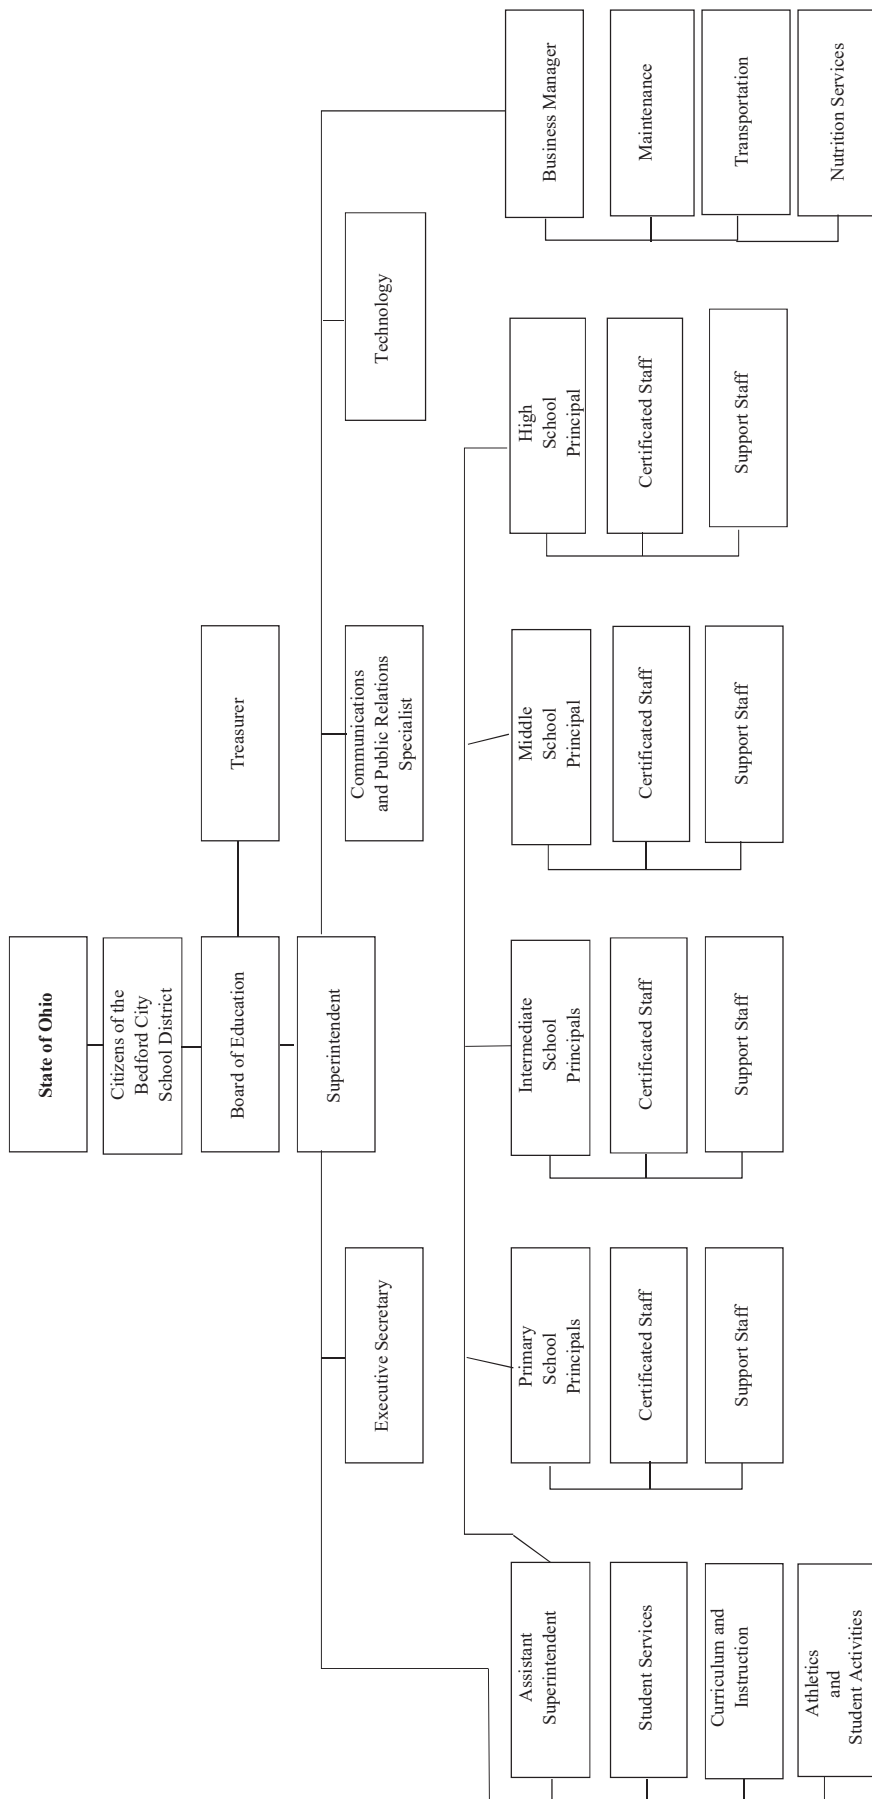 State of Ohio
Citizens of the
Bedford City
School District
Board of Education
Treasurer
Superintendent
Executive Secretary
Communications
and Public Relations
Specialist
Technology
Assistant
Superintendent
Primary
School
Principals
Intermediate
School
Principals
Middle
School
Principal
High
School
Principal
Business Manager
Student Services
Certificated Staff
Certificated Staff
Certificated Staff
Certificated Staff
Maintenance
Curriculum and
Instruction
Support Staff
Support Staff
Support Staff
Support Staff
Transportation
Athletics
and
Student Activities
Nutrition Services